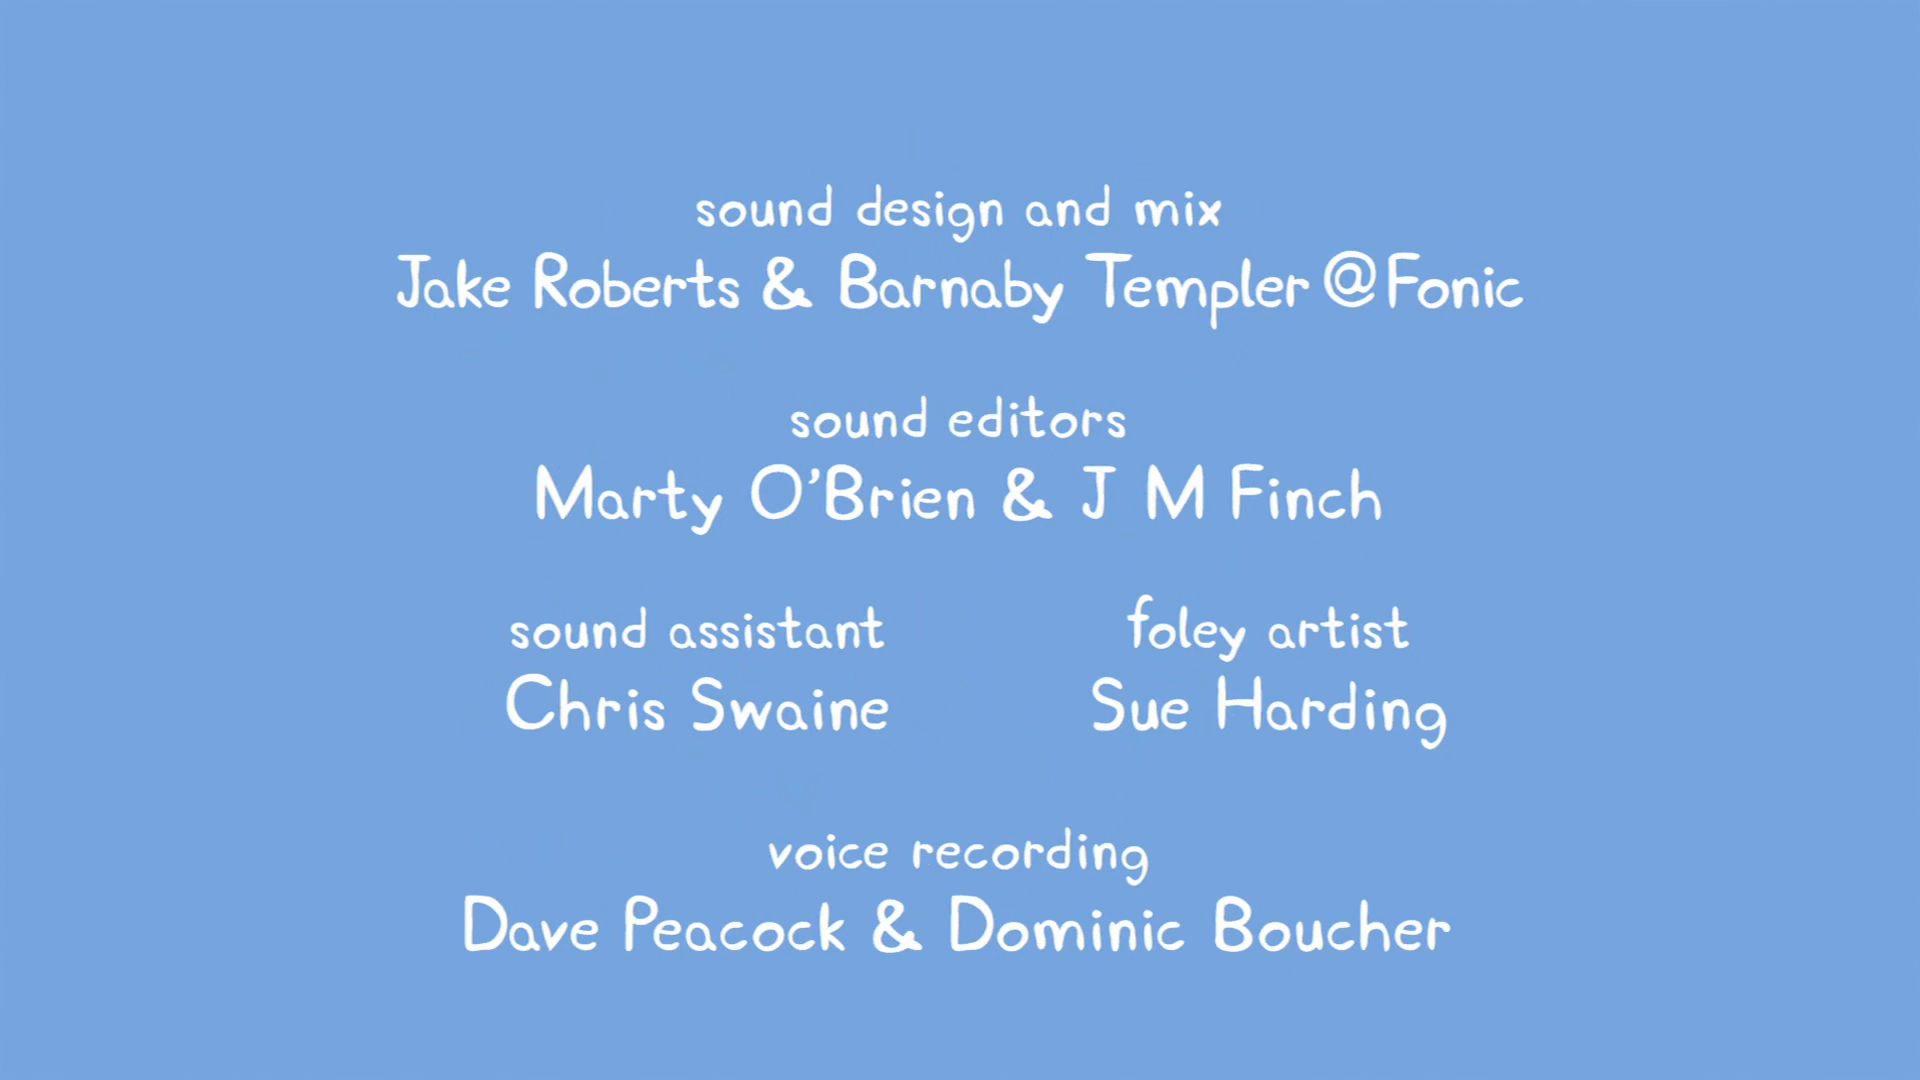 sound design and mix
Jake Roberts & Barnaby Templer @Fonic
sound editors
Marty O'Brien & J M Finch
sound assistant
Chris Swaine
foley artist
Sue Harding
voice recording
Dave Peacock & Dominic Boucher